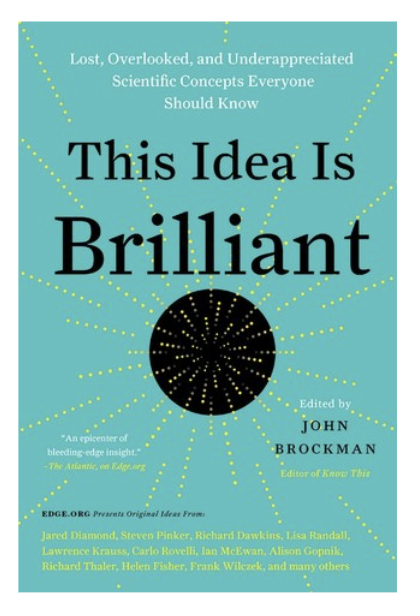 Lost, Overlooked, and Underappreciated
Scientific Concepts Everyone
Should Know
This Idea Is
Brilliant
Edited by
JOHN
BROCKMAN
Editor of Know This
“An epicenter of
bleeding-edge insight.”
–The Atlantic, on Edge.org
EDGE.ORG Presents Original Ideas From:
Jared Diamond, Steven Pinker, Richard Dawkins, Lisa Randall,
Lawrence Krauss, Carlo Rovelli, Ian McEwan, Alison Gopnik,
Richard Thaler, Helen Fisher, Frank Wilczek, and many others